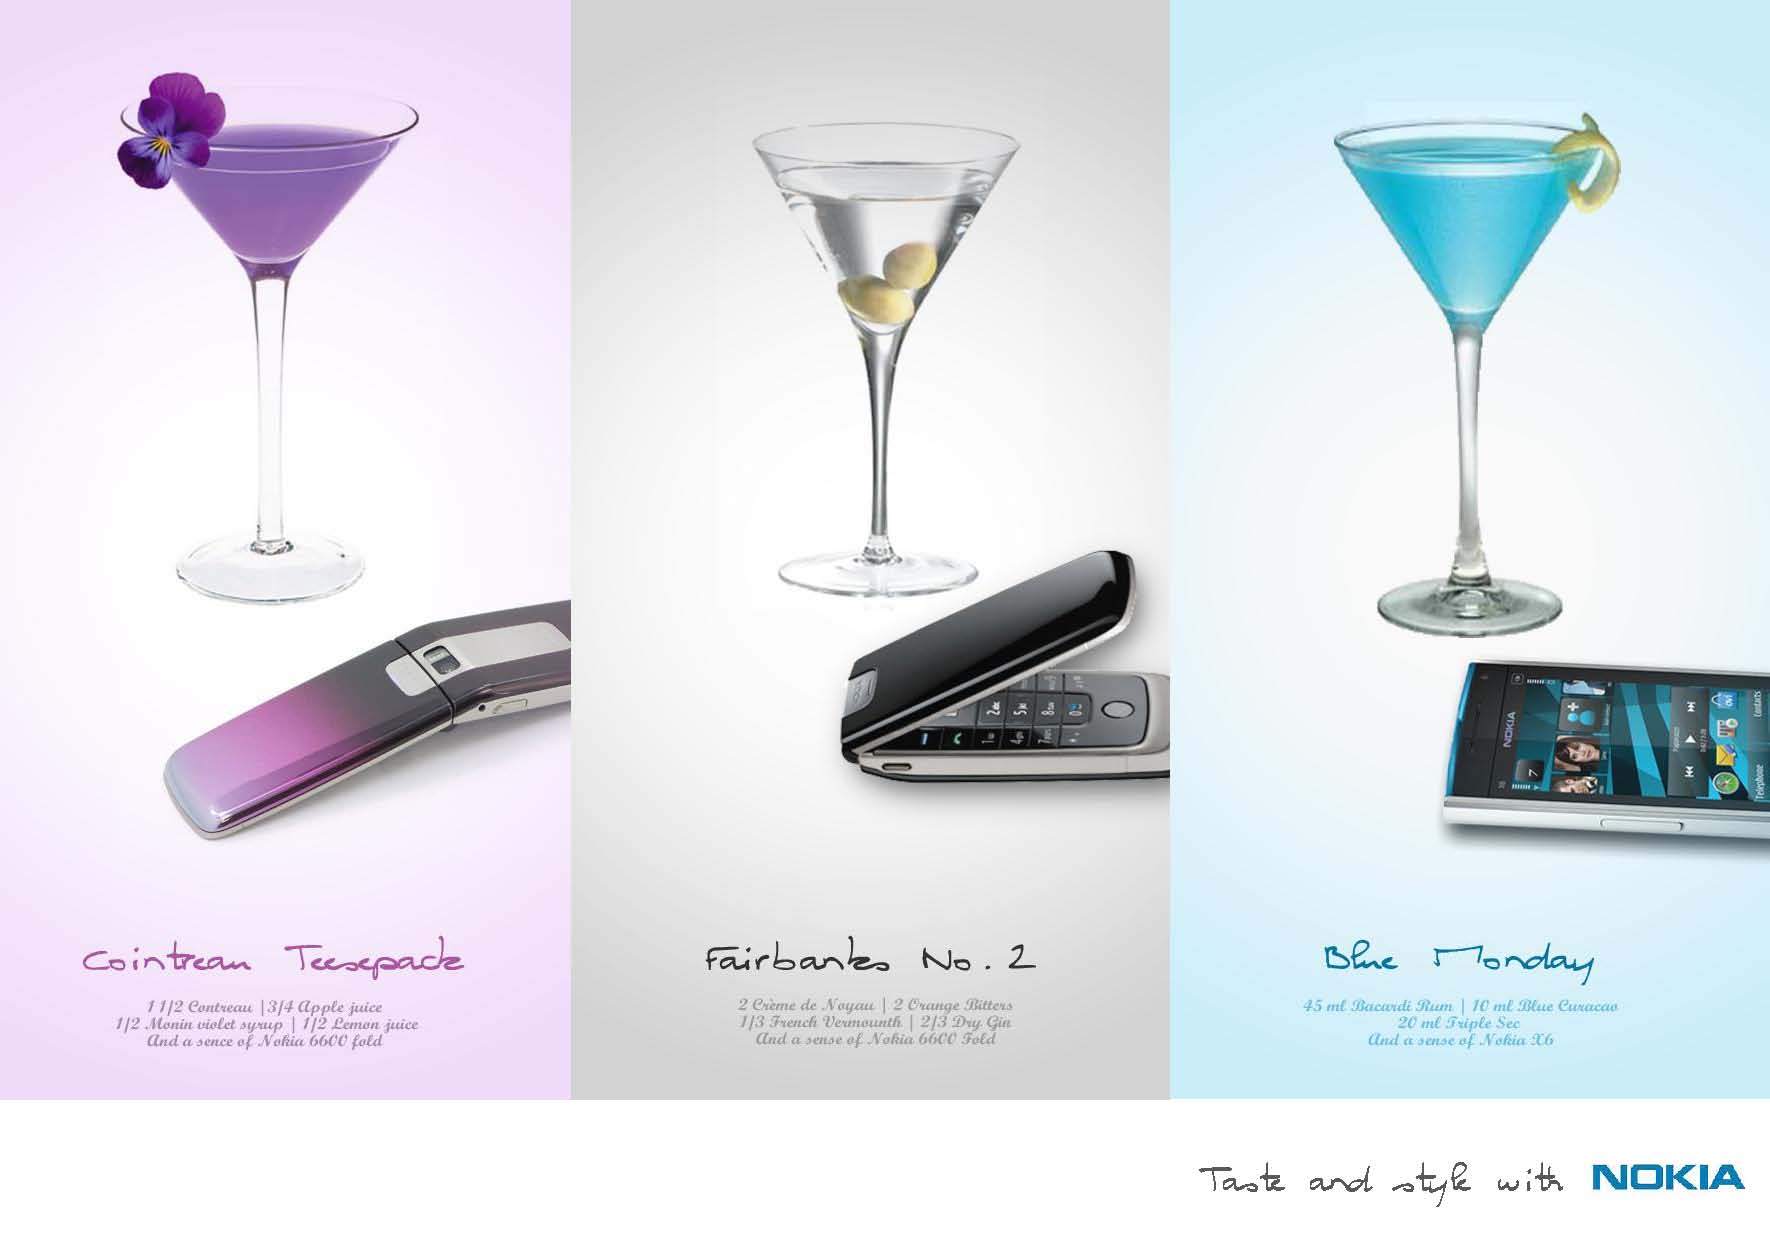 Cointreau Teesepack
1 1/2 Contreau | 3/4 Apple juice
1/2 Monin violet syrup | 1/2 Lemon juice
And a sence of Nokia 6600 fold
Fairbanks No. 2
2 Crème de Noyau | 2 Orange Bitters
1/3 French Vermounth | 2/3 Dry Gin
And a sense of Nokia 6600 Fold
Blue Monday
45 ml Bacardi Rum | 10 ml Blue Curacao
20 ml Triple Sec
And a sense of Nokia X6
NOKIA
Contacts
Telephone
Taste and style with NOKIA